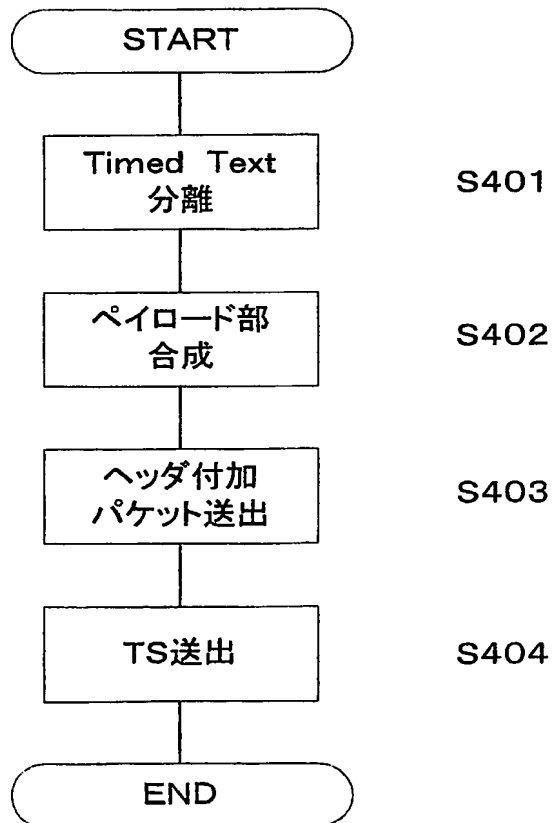 START
Timed Text
分離
S401
ペイロード部
合成
S402
ヘッダ付加
パケット送出
S403
TS送出
S404
END